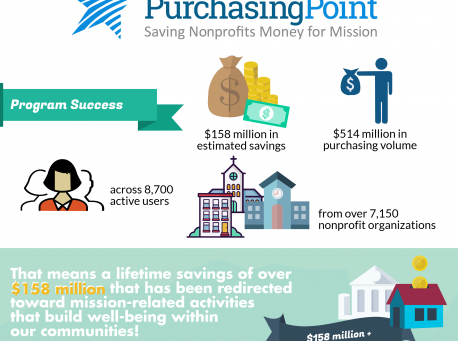 PurchasingPoint
Saving Nonprofits Money for Mission
Program Success
$158 million in
estimated savings
$514 million in
purchasing volume
across 8,700
active users
from over 7,150
nonprofit organizations
That means a lifetime savings of over
$158 million that has been redirected
toward mission-related activities
that build well-being within
our communities!
$158 million +